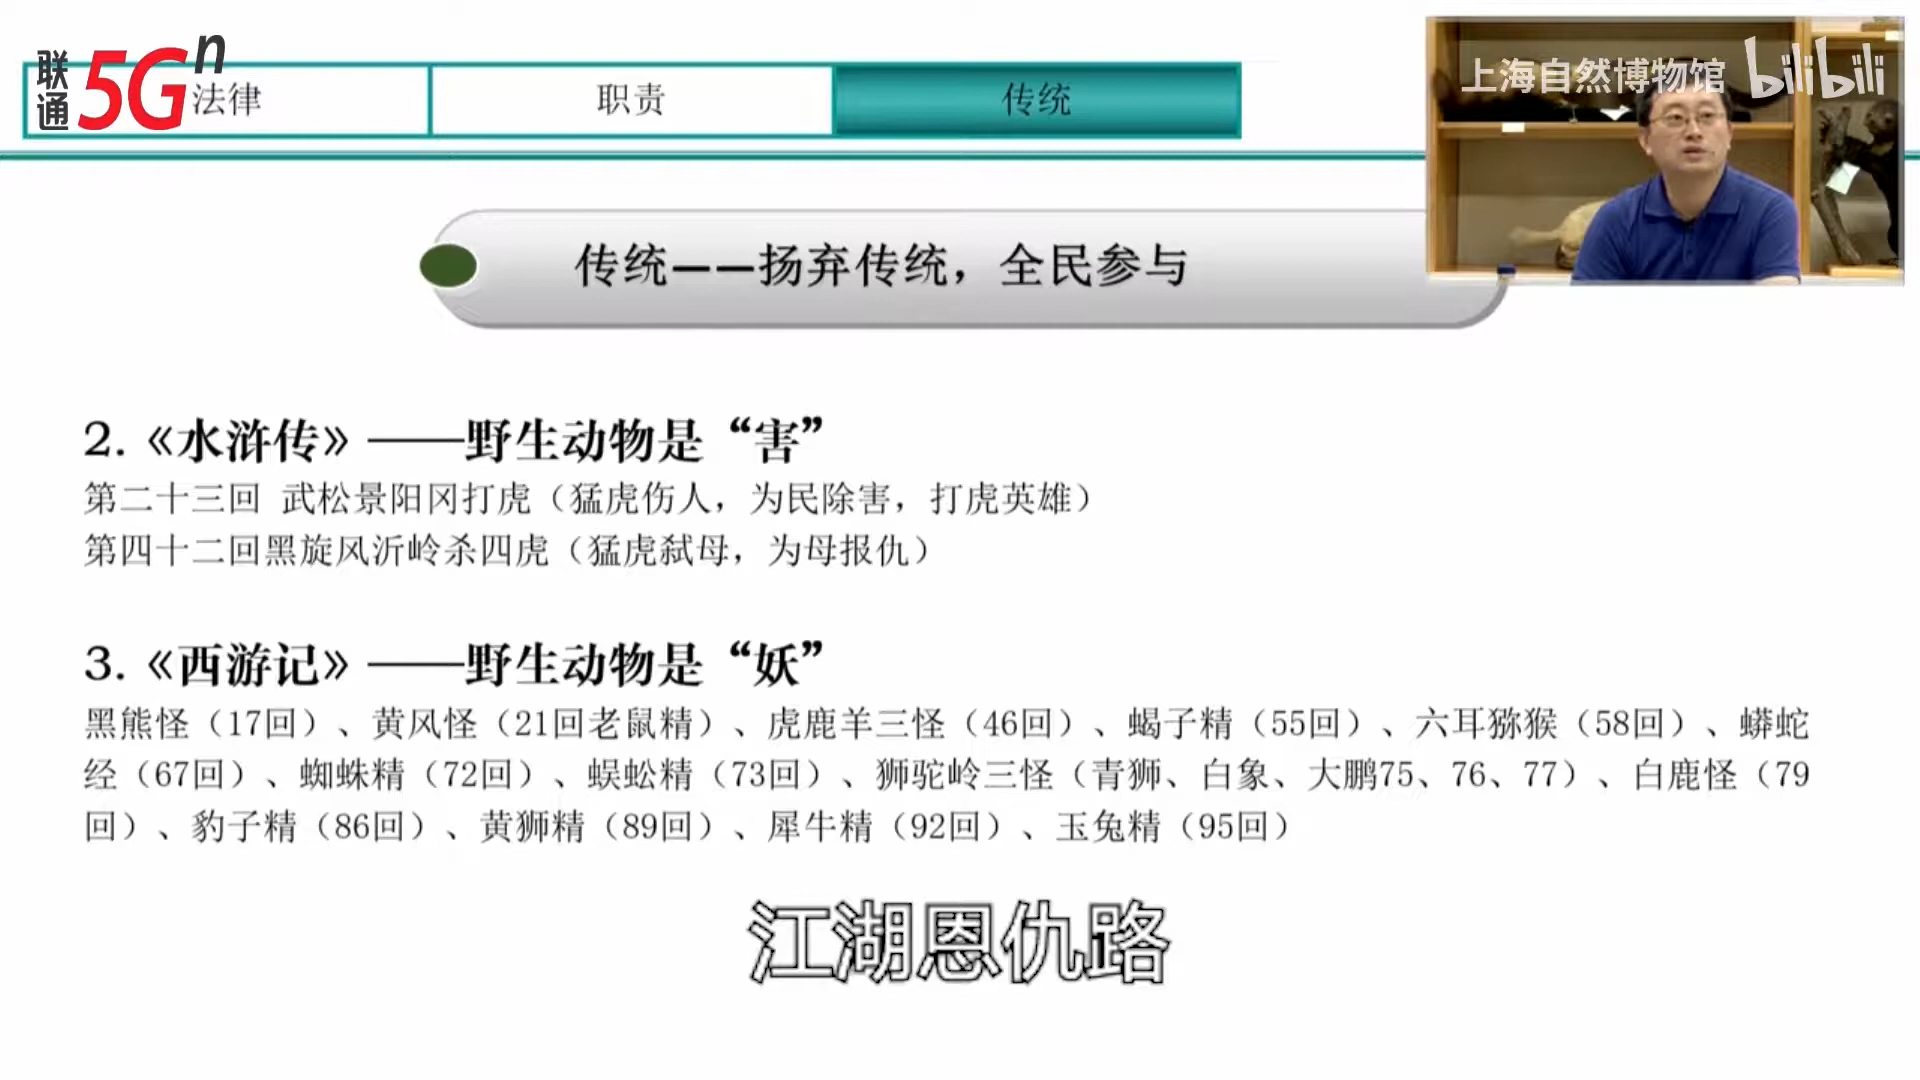 联通5Gn
上海自然博物馆 bilibili
法律 职责 传统
传统——扬弃传统，全民参与
2.《水浒传》——野生动物是“害”
第二十三回 武松景阳冈打虎（猛虎伤人，为民除害，打虎英雄）
第四十二回黑旋风沂岭杀四虎（猛虎弑母，为母报仇）
3.《西游记》——野生动物是“妖”
黑熊怪（17回）、黄风怪（21回老鼠精）、虎鹿羊三怪（46回）、蝎子精（55回）、六耳猕猴（58回）、蟒蛇
经（67回）、蜘蛛精（72回）、蜈蚣精（73回）、狮驼岭三怪（青狮、白象、大鹏75、76、77）、白鹿怪（79
回）、豹子精（86回）、黄狮精（89回）、犀牛精（92回）、玉兔精（95回）
江湖恩仇路